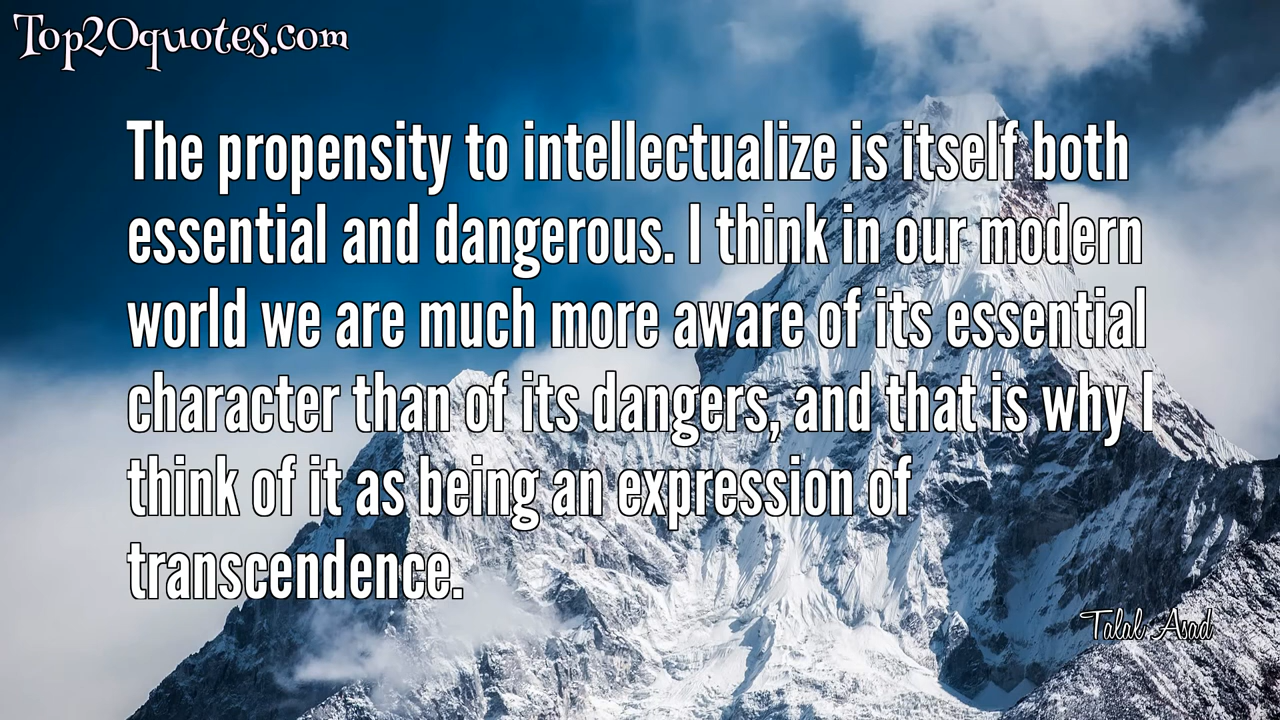 Top20quotes.com
The propensity to intellectualize is itself both
essential and dangerous. I think in our modern
world we are much more aware of its essential
character than of its dangers, and that is why I
think of it as being an expression of
transcendence.
Talal Asad